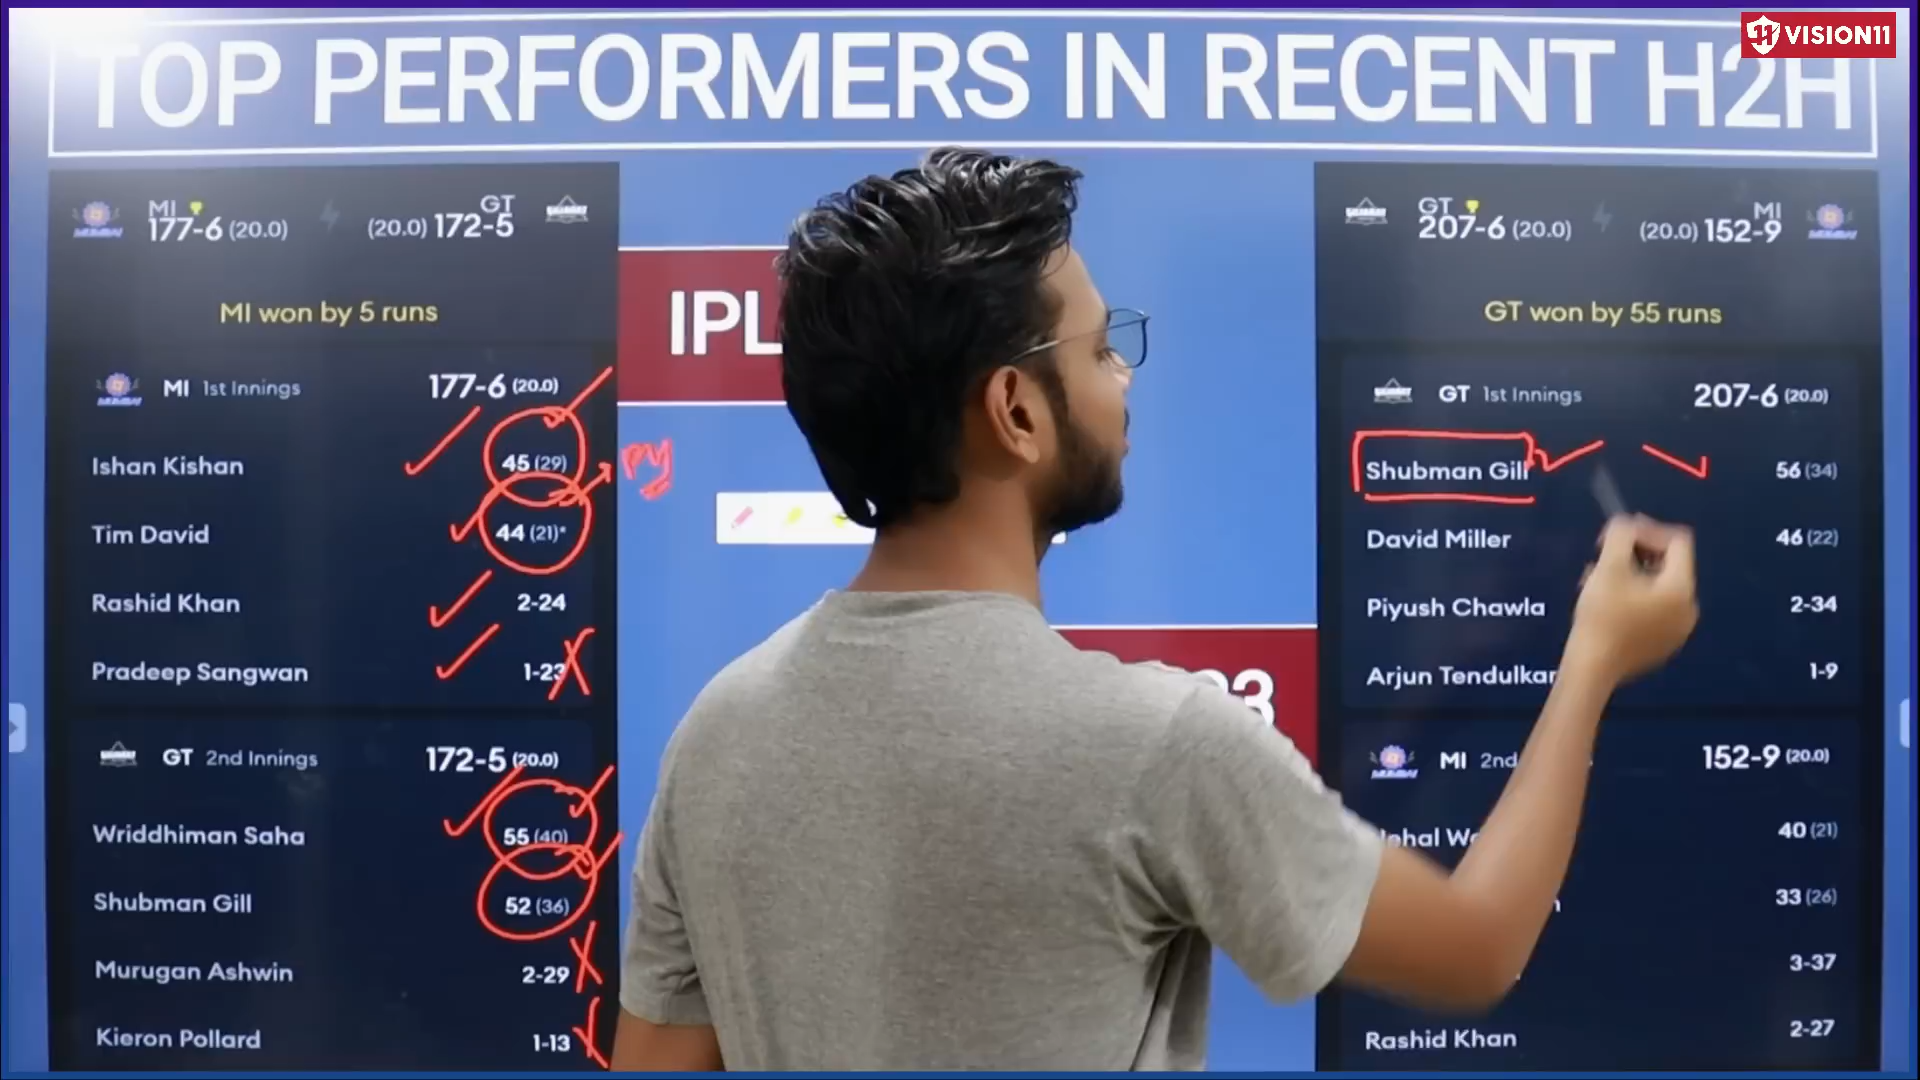 VISION11
TOP PERFORMERS IN RECENT H2H
MI GT
177-6 (20.0) (20.0) 172-5
MI won by 5 runs
MI 1st Innings 177-6 (20.0)
Ishan Kishan 45 (29)
Tim David 44 (21)*
Rashid Khan 2-24
Pradeep Sangwan 1-23
GT 2nd Innings 172-5 (20.0)
Wriddhiman Saha 55 (40)
Shubman Gill 52 (36)
Murugan Ashwin 2-29
Kieron Pollard 1-13
IPL
GT MI
207-6 (20.0) (20.0) 152-9
GT won by 55 runs
GT 1st Innings 207-6 (20.0)
Shubman Gill 56 (34)
David Miller 46 (22)
Piyush Chawla 2-34
Arjun Tendulkar 1-9
MI 2nd 152-9 (20.0)
40 (21)
33 (26)
3-37
Rashid Khan 2-27